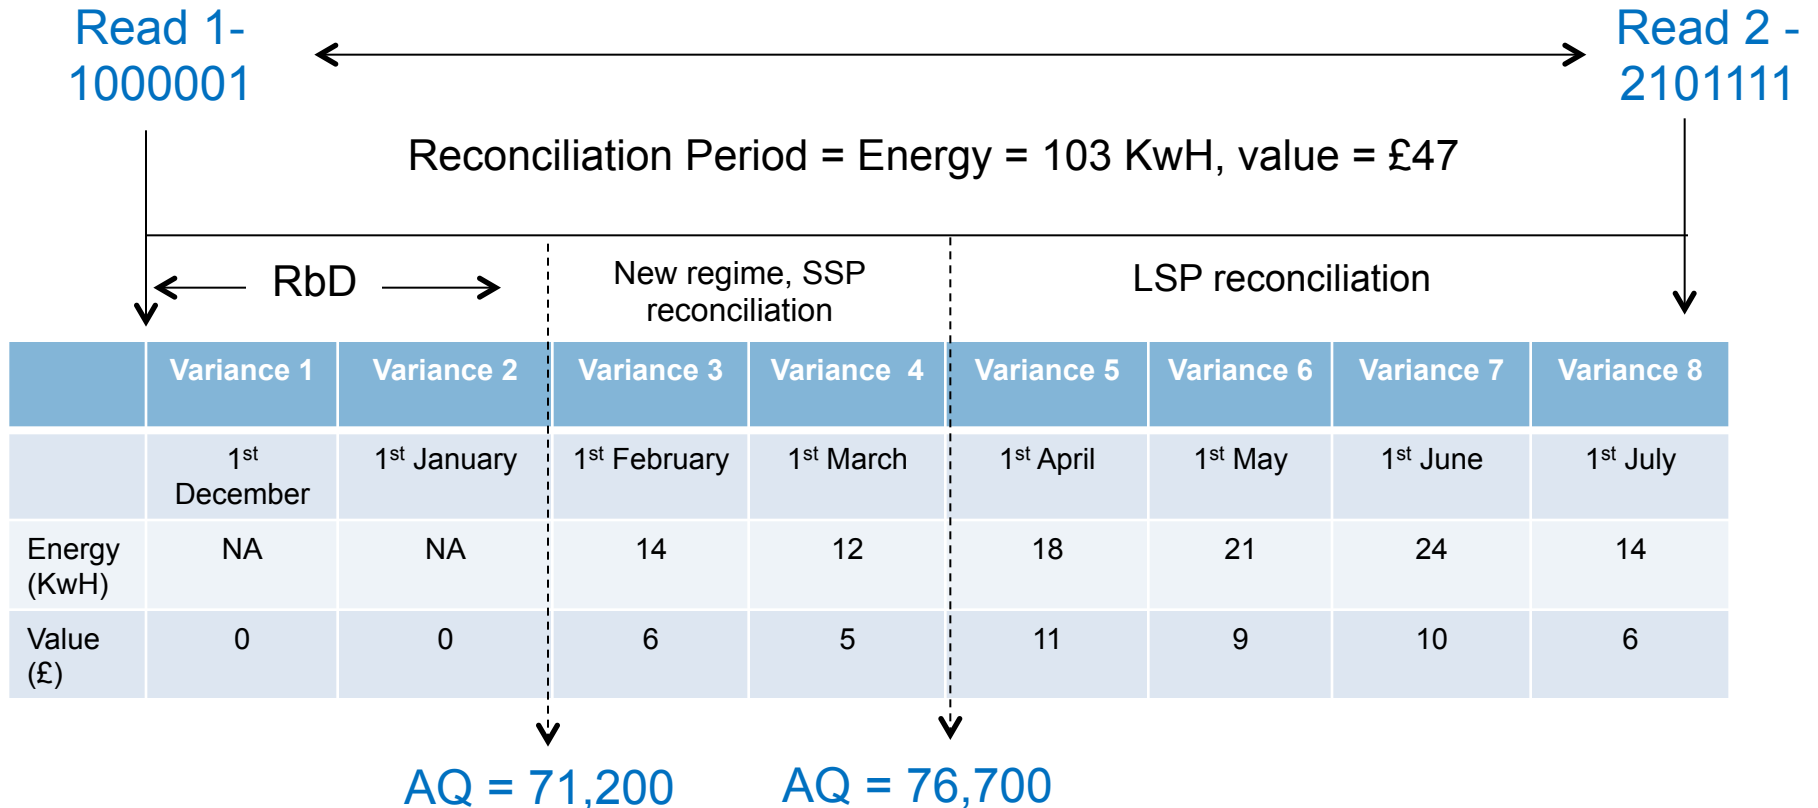 Read 1-
1000001
Read 2 -
2101111
Reconciliation Period = Energy = 103 KwH, value = £47
RbD
New regime, SSP
reconciliation
LSP reconciliation
Variance 1 Variance 2 Variance 3 Variance 4 Variance 5 Variance 6 Variance 7 Variance 8
1st
December
1st January 1st February 1st March 1st April 1st May 1st June 1st July
Energy
(KwH)
NA NA 14 12 18 21 24 14
Value
(£)
0 0 6 5 11 9 10 6
AQ = 71,200 AQ = 76,700